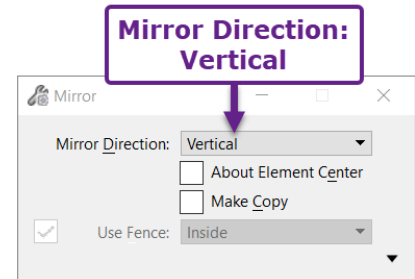 Mirror Direction:
Vertical
Mirror
Mirror Direction: Vertical
About Element Center
Make Copy
Use Fence: Inside